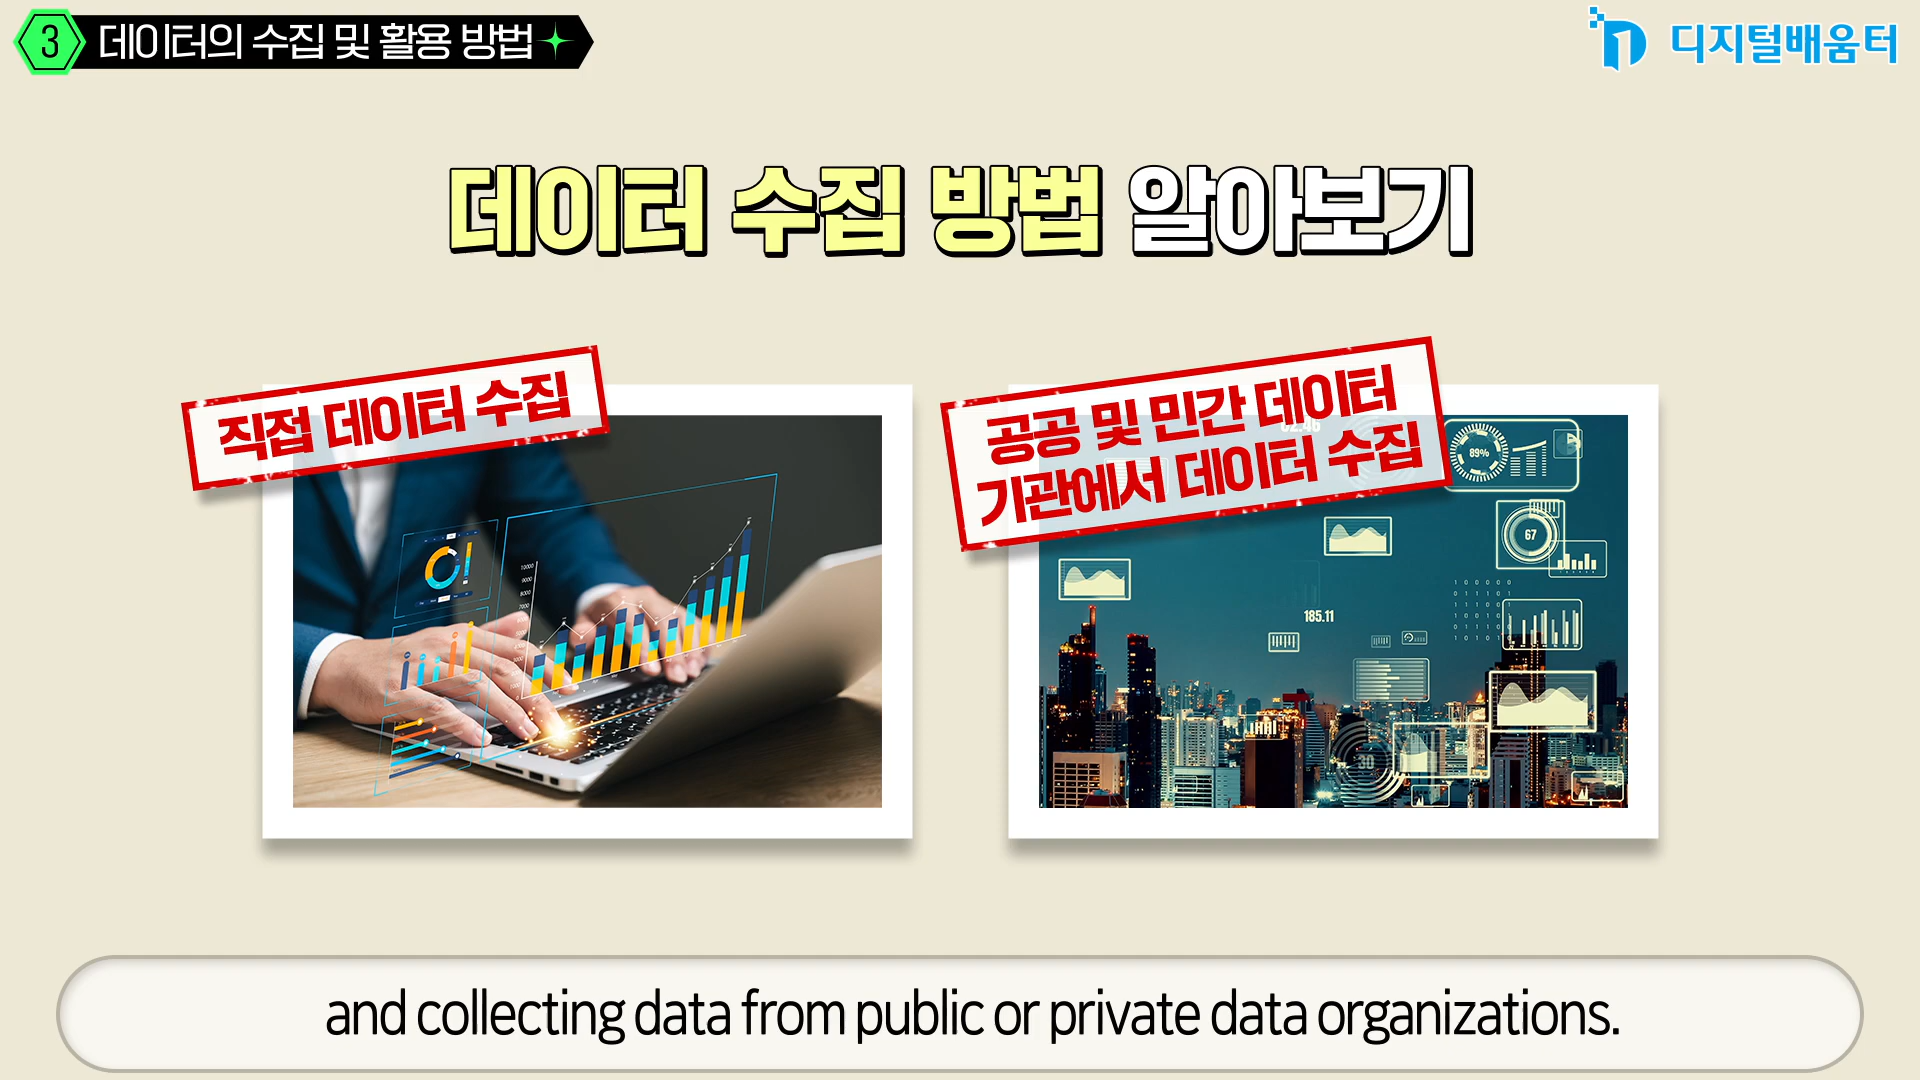 3 데이터의 수집 및 활용 방법
디지털배움터
데이터 수집 방법 알아보기
직접 데이터 수집
공공 및 민간 데이터
기관에서 데이터 수집
89%
67
185.11
30
and collecting data from public or private data organizations.